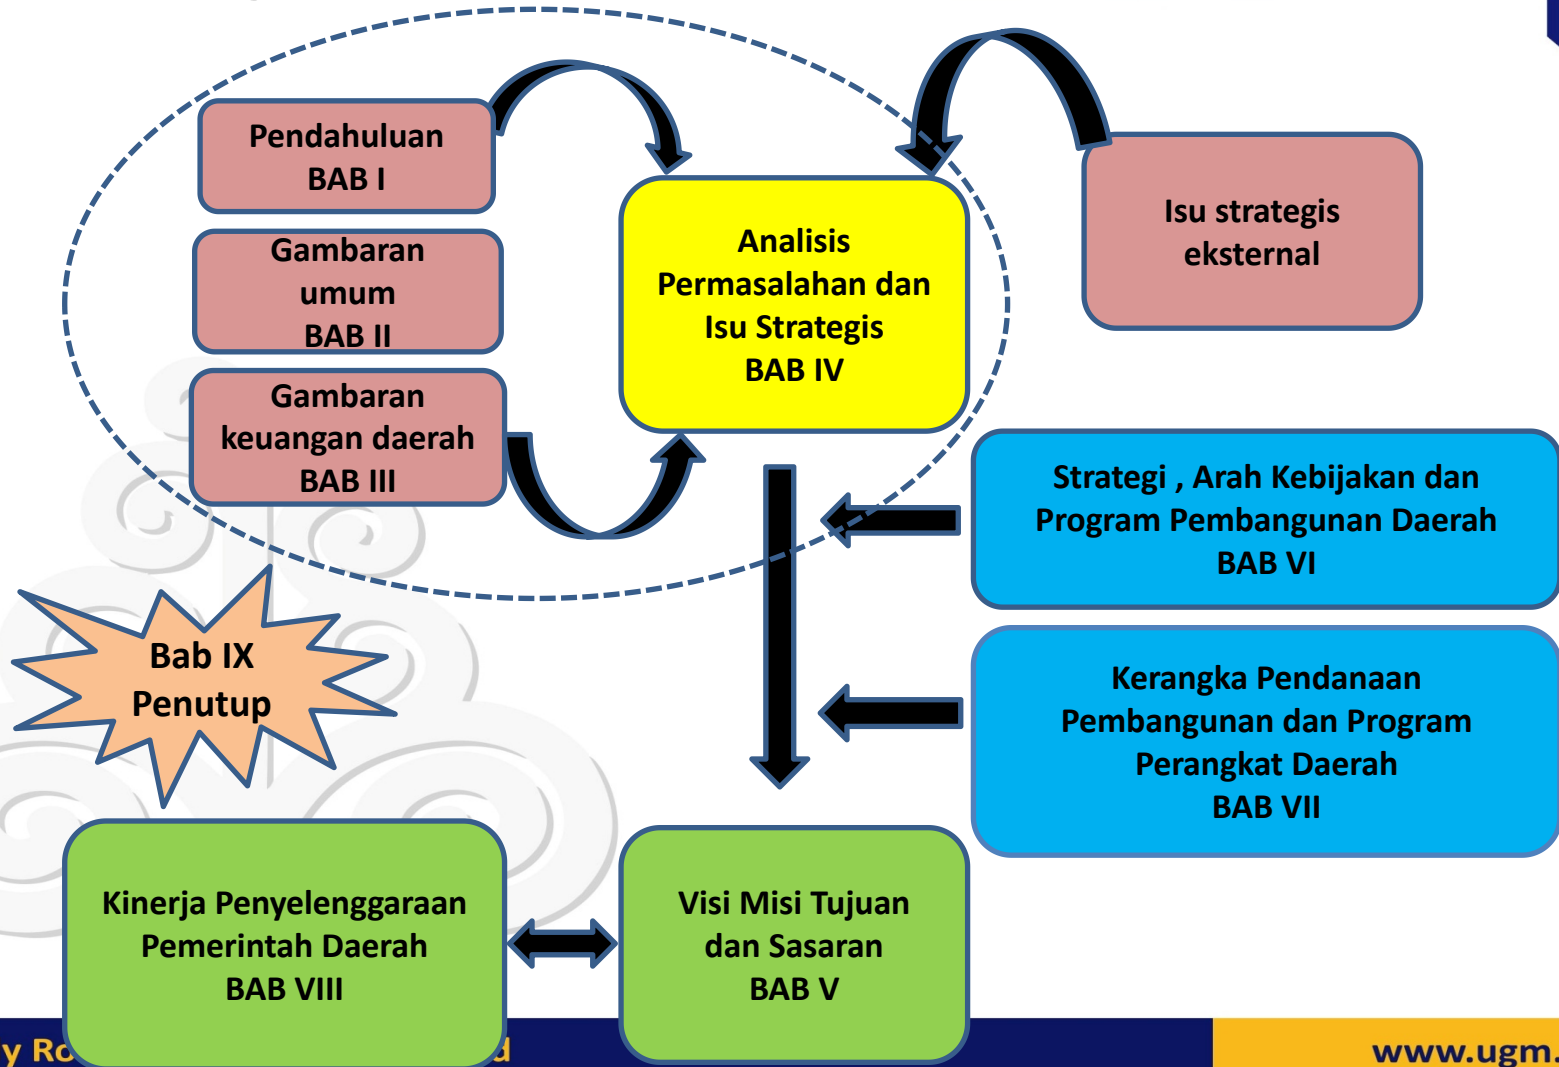 Pendahuluan
BAB I
Gambaran
umum
BAB II
Gambaran
keuangan daerah
BAB III
Analisis
Permasalahan dan
Isu Strategis
BAB IV
Isu strategis
eksternal
Strategi , Arah Kebijakan dan
Program Pembangunan Daerah
BAB VI
Kerangka Pendanaan
Pembangunan dan Program
Perangkat Daerah
BAB VII
Bab IX
Penutup
Kinerja Penyelenggaraan
Pemerintah Daerah
BAB VIII
Visi Misi Tujuan
dan Sasaran
BAB V
www.ugm.